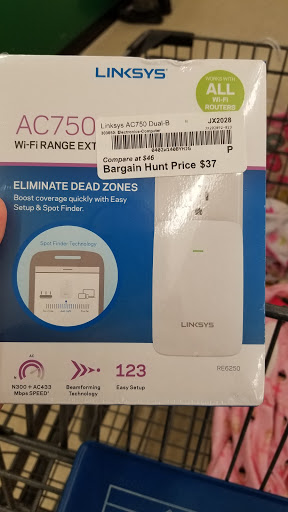 LINKSYS
WORKS WITH
ALL
Wi-Fi
ROUTERS
AC750
Wi-Fi RANGE EXT
Linksys AC750 Dual-B
JX2028
P
Compare at $46
Bargain Hunt Price $37
ELIMINATE DEAD ZONES
Boost coverage quickly with Easy
Setup & Spot Finder.
Spot Finder Technology
LINKSYS
N300 + AC433
Mbps SPEED*
Beamforming
Technology
123
Easy Setup
RE6250